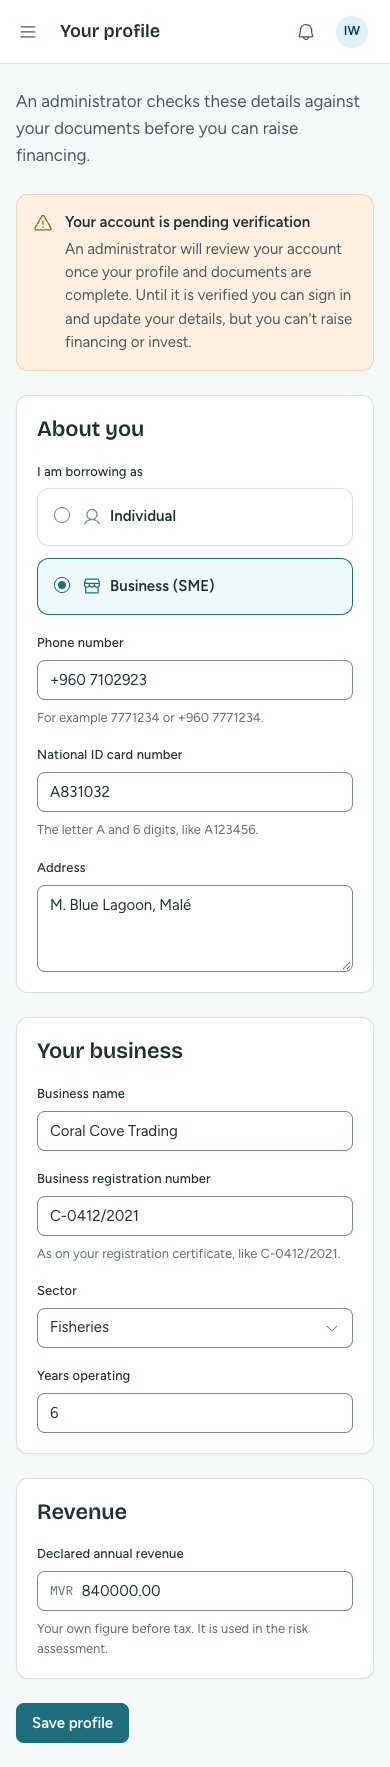 Your profile
IW
An administrator checks these details against
your documents before you can raise
financing.
Your account is pending verification
An administrator will review your account
once your profile and documents are
complete. Until it is verified you can sign in
and update your details, but you can't raise
financing or invest.
About you
I am borrowing as
Individual
Business (SME)
Phone number
+960 7102923
For example 7771234 or +960 7771234.
National ID card number
A831032
The letter A and 6 digits, like A123456.
Address
M. Blue Lagoon, Malé
Your business
Business name
Coral Cove Trading
Business registration number
C-0412/2021
As on your registration certificate, like C-0412/2021.
Sector
Fisheries
Years operating
6
Revenue
Declared annual revenue
MVR 840000.00
Your own figure before tax. It is used in the risk
assessment.
Save profile